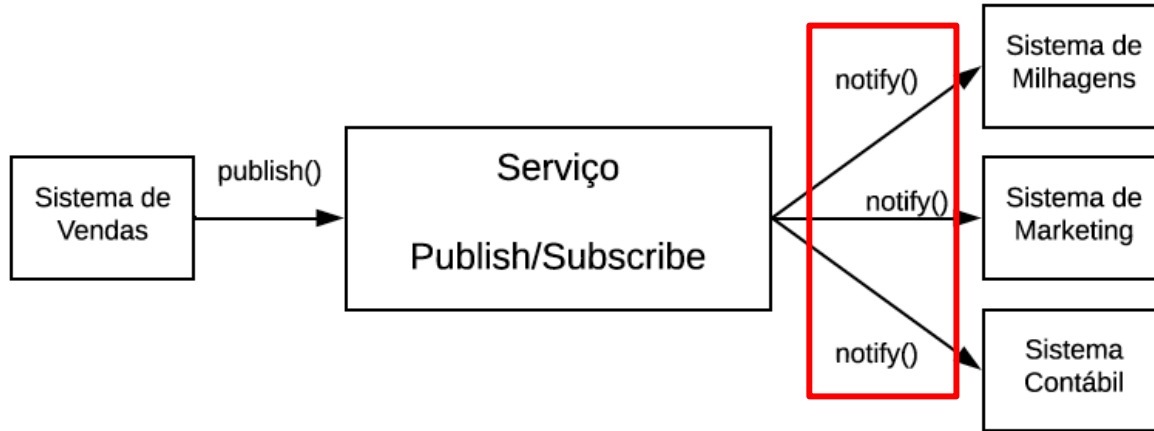 Sistema de
Vendas
publish()
Serviço
Publish/Subscribe
notify()
notify()
notify()
Sistema de
Milhagens
Sistema de
Marketing
Sistema
Contábil